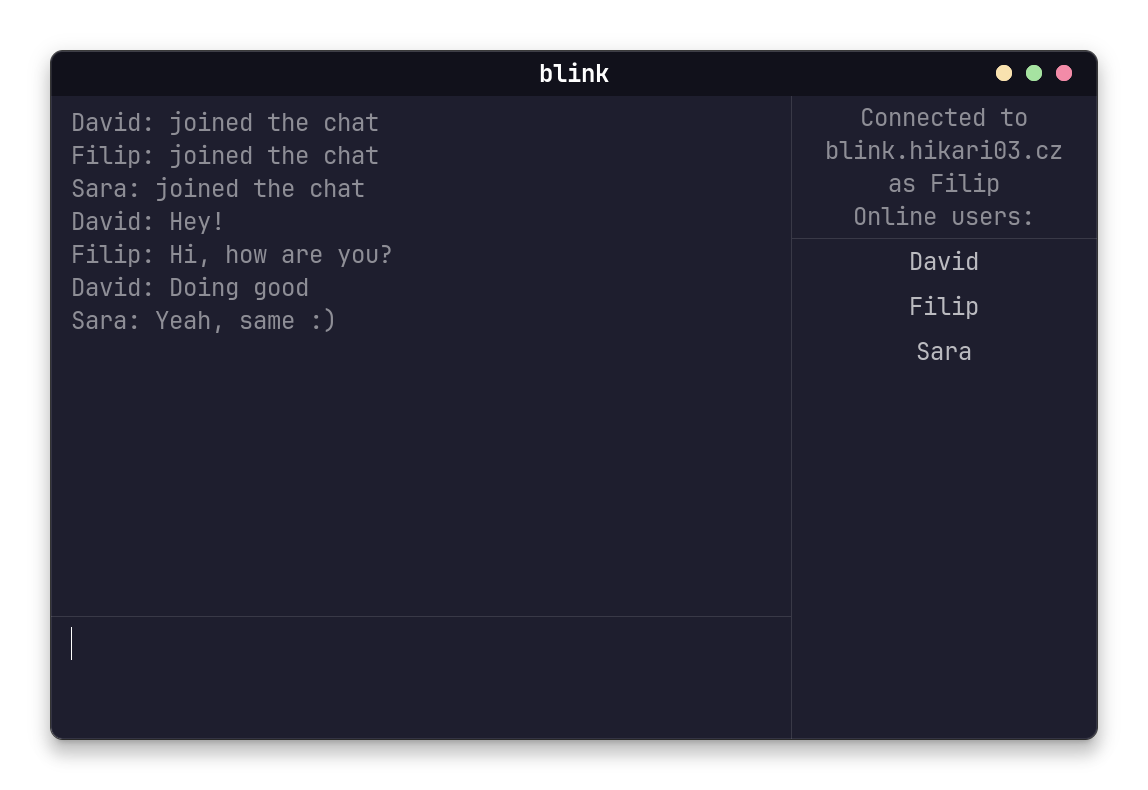 blink
David: joined the chat
Filip: joined the chat
Sara: joined the chat
David: Hey!
Filip: Hi, how are you?
David: Doing good
Sara: Yeah, same :)
Connected to
blink.hikari03.cz
as Filip
Online users:
David
Filip
Sara